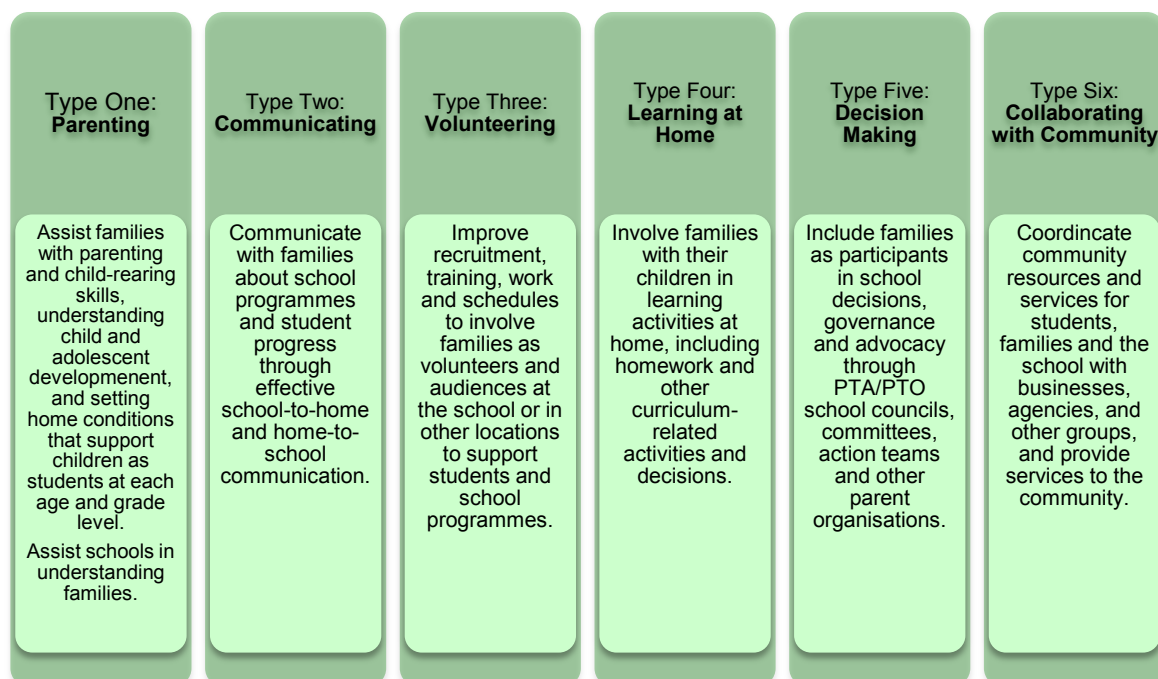 Type One:
Parenting
Assist families
with parenting
and child-rearing
skills,
understanding
child and
adolescent
developmenent,
and setting
home conditions
that support
children as
students at each
age and grade
level.
Assist schools in
understanding
families.
Type Two:
Communicating
Communicate
with families
about school
programmes
and student
progress
through
effective
school-to-home
and home-to-
school
communication.
Type Three:
Volunteering
Improve
recruitment,
training, work
and schedules
to involve
families as
volunteers and
audiences at
the school or in
other locations
to support
students and
school
programmes.
Type Four:
Learning at
Home
Involve families
with their
children in
learning
activities at
home, including
homework and
other
curriculum-
related
activities and
decisions.
Type Five:
Decision
Making
Include families
as participants
in school
decisions,
governance
and advocacy
through
PTA/PTO
school councils,
committees,
action teams
and other
parent
organisations.
Type Six:
Collaborating
with Community
Coordincate
community
resources and
services for
students,
families and the
school with
businesses,
agencies, and
other groups,
and provide
services to the
community.